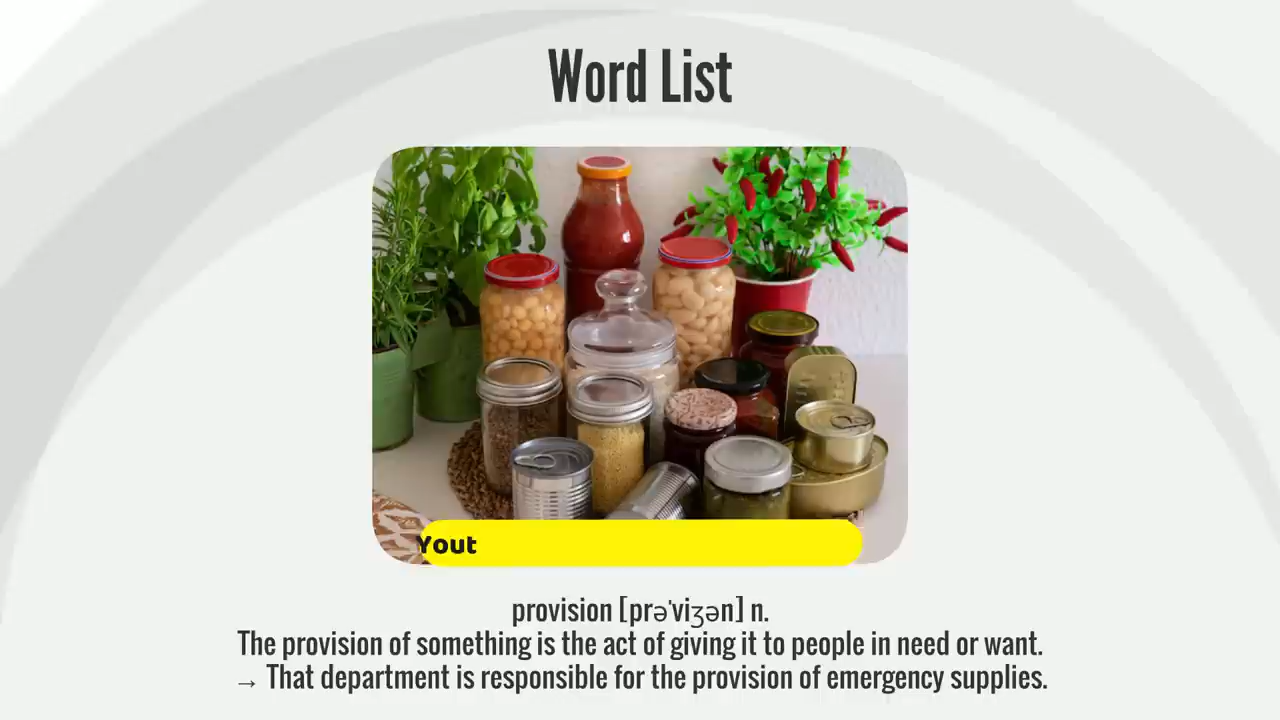 Word List
Yout
provision [prəˈviʒən] n.
The provision of something is the act of giving it to people in need or want.
→ That department is responsible for the provision of emergency supplies.